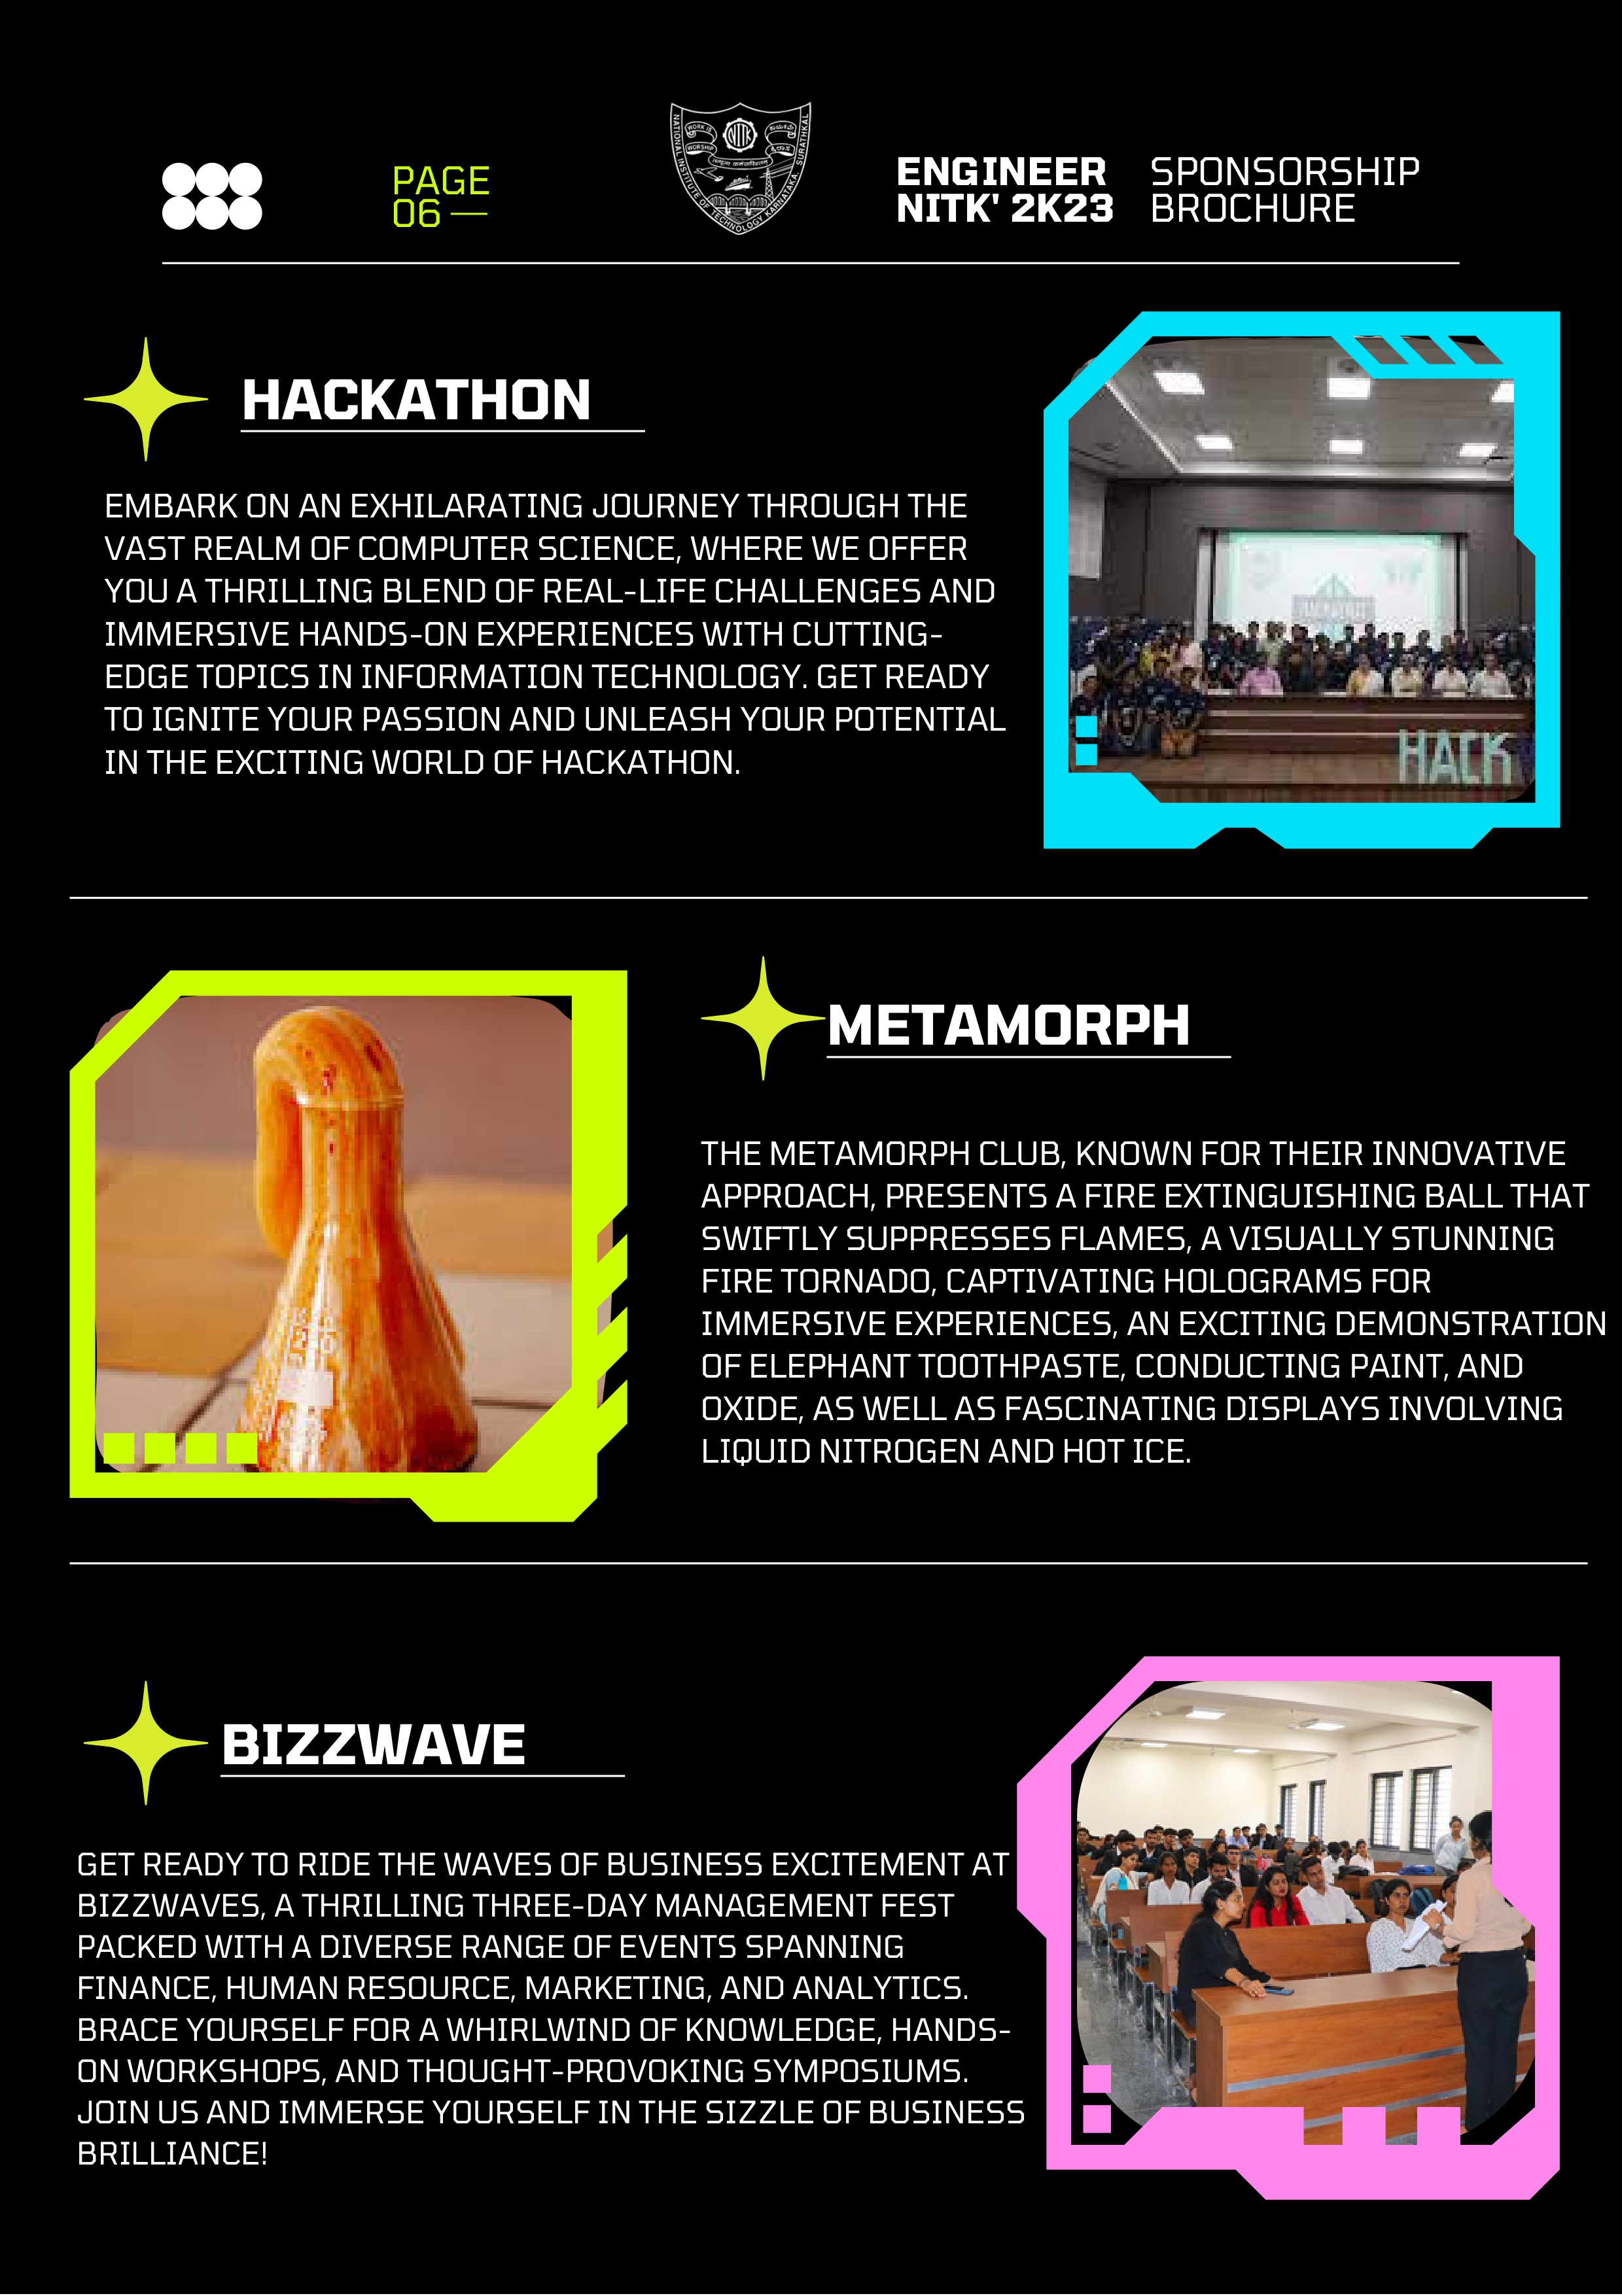 PAGE
06 —
NATIONAL INSTITUTE OF TECHNOLOGY KARNATAKA, SURATHKAL
WORK IS
WORSHIP
NITK
ENGINEER
NITK' 2K23
SPONSORSHIP
BROCHURE
HACKATHON
EMBARK ON AN EXHILARATING JOURNEY THROUGH THE
VAST REALM OF COMPUTER SCIENCE, WHERE WE OFFER
YOU A THRILLING BLEND OF REAL-LIFE CHALLENGES AND
IMMERSIVE HANDS-ON EXPERIENCES WITH CUTTING-
EDGE TOPICS IN INFORMATION TECHNOLOGY. GET READY
TO IGNITE YOUR PASSION AND UNLEASH YOUR POTENTIAL
IN THE EXCITING WORLD OF HACKATHON.
HACK
METAMORPH
THE METAMORPH CLUB, KNOWN FOR THEIR INNOVATIVE
APPROACH, PRESENTS A FIRE EXTINGUISHING BALL THAT
SWIFTLY SUPPRESSES FLAMES, A VISUALLY STUNNING
FIRE TORNADO, CAPTIVATING HOLOGRAMS FOR
IMMERSIVE EXPERIENCES, AN EXCITING DEMONSTRATION
OF ELEPHANT TOOTHPASTE, CONDUCTING PAINT, AND
OXIDE, AS WELL AS FASCINATING DISPLAYS INVOLVING
LIQUID NITROGEN AND HOT ICE.
BIZZWAVE
GET READY TO RIDE THE WAVES OF BUSINESS EXCITEMENT AT
BIZZWAVES, A THRILLING THREE-DAY MANAGEMENT FEST
PACKED WITH A DIVERSE RANGE OF EVENTS SPANNING
FINANCE, HUMAN RESOURCE, MARKETING, AND ANALYTICS.
BRACE YOURSELF FOR A WHIRLWIND OF KNOWLEDGE, HANDS-
ON WORKSHOPS, AND THOUGHT-PROVOKING SYMPOSIUMS.
JOIN US AND IMMERSE YOURSELF IN THE SIZZLE OF BUSINESS
BRILLIANCE!